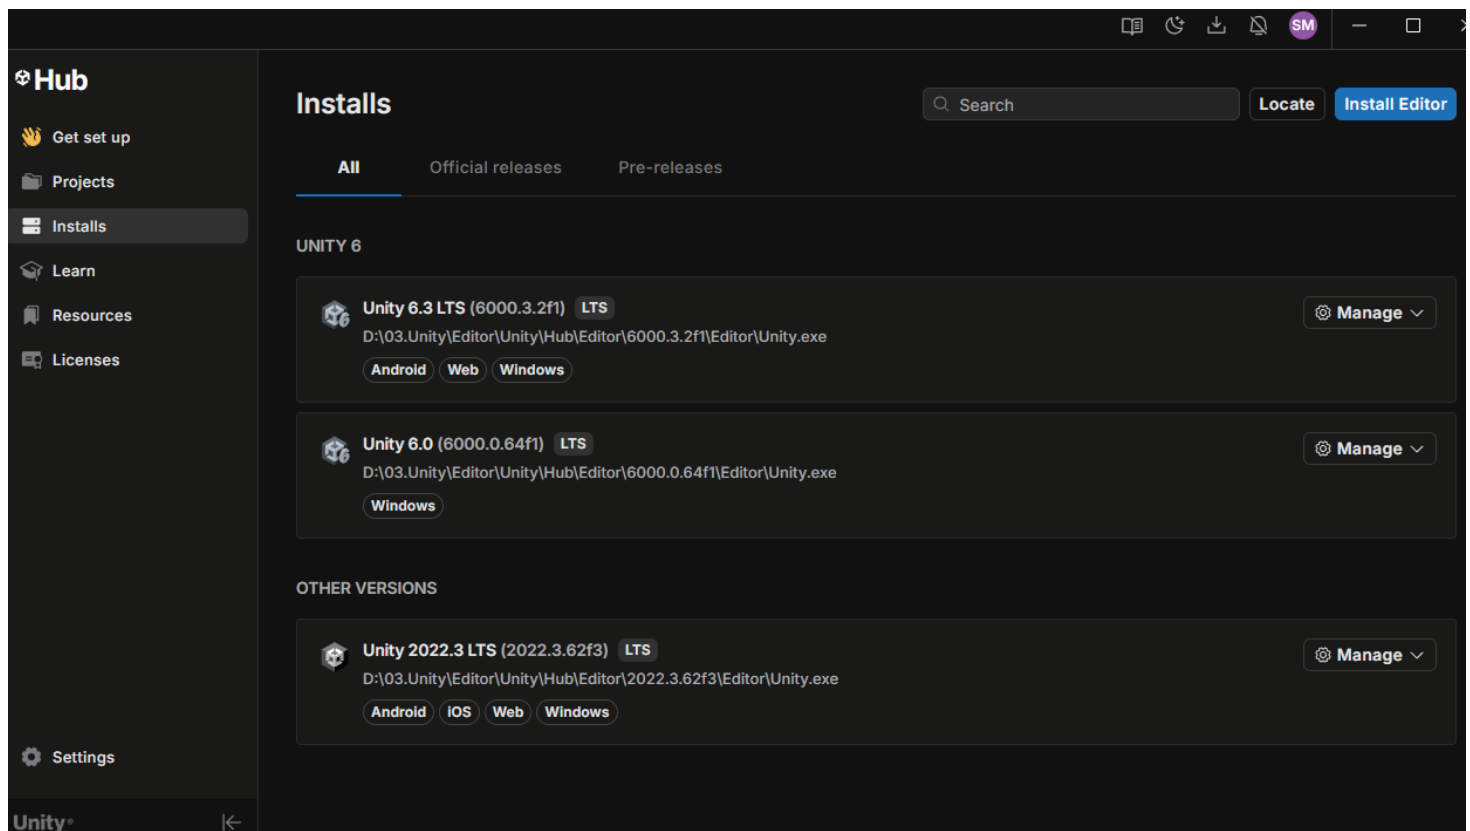 SM
Hub
Get set up
Projects
Installs
Learn
Resources
Licenses
Settings
Unity
Installs
Search
Locate
Install Editor
All
Official releases
Pre-releases
UNITY 6
Unity 6.3 LTS (6000.3.2f1) LTS
Manage
D:\03.Unity\Editor\Unity\Hub\Editor\6000.3.2f1\Editor\Unity.exe
Android Web Windows
Unity 6.0 (6000.0.64f1) LTS
Manage
D:\03.Unity\Editor\Unity\Hub\Editor\6000.0.64f1\Editor\Unity.exe
Windows
OTHER VERSIONS
Unity 2022.3 LTS (2022.3.62f3) LTS
Manage
D:\03.Unity\Editor\Unity\Hub\Editor\2022.3.62f3\Editor\Unity.exe
Android iOS Web Windows